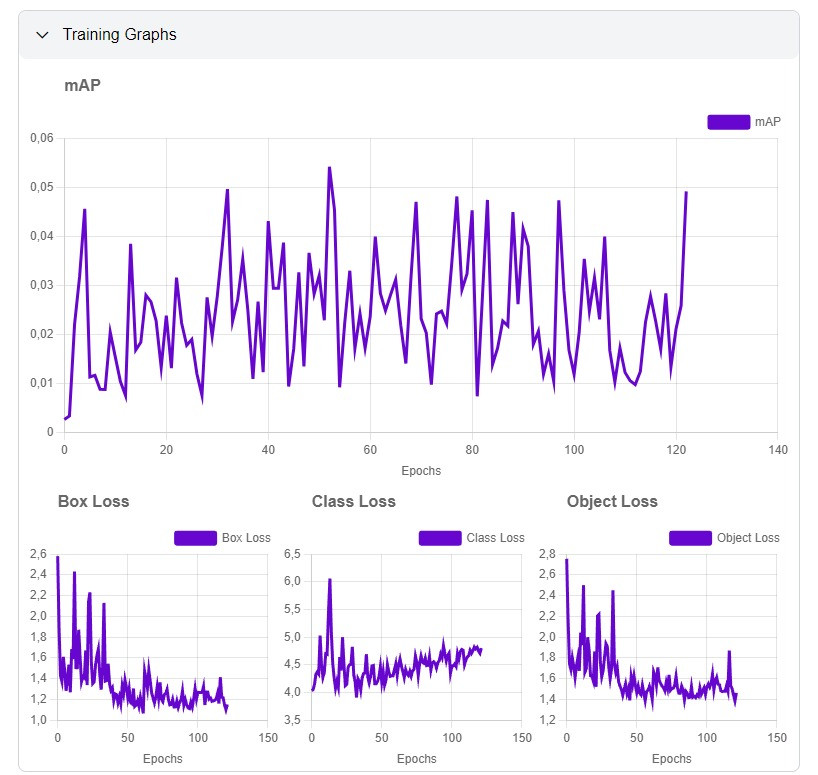 Training Graphs
mAP
mAP
0,06
0,05
0,04
0,03
0,02
0,01
0
0 20 40 60 80 100 120 140
Epochs
Box Loss
Box Loss
2,6
2,4
2,2
2,0
1,8
1,6
1,4
1,2
1,0
0 50 100 150
Epochs
Class Loss
Class Loss
6,5
6,0
5,5
5,0
4,5
4,0
3,5
0 50 100 150
Epochs
Object Loss
Object Loss
2,8
2,6
2,4
2,2
2,0
1,8
1,6
1,4
1,2
0 50 100 150
Epochs